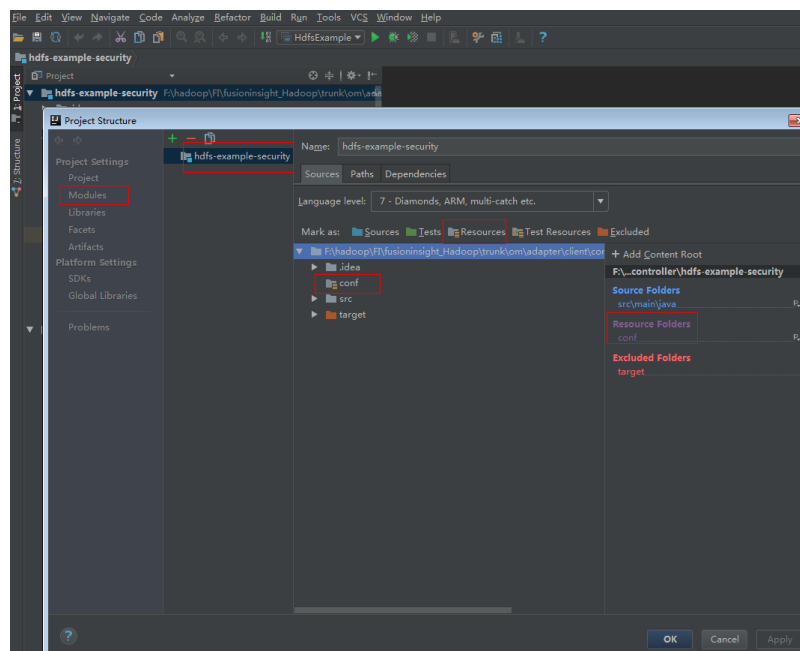 File Edit View Navigate Code Analyze Refactor Build Run Tools VCS Window Help
HdfsExample
hdfs-example-security
1: Project
Project
hdfs-example-security F:\hadoop\FI\fusioninsight_Hadoop\trunk\om\ada
Project Structure
7: Structure
Project Settings
Project
Modules
Libraries
Facets
Artifacts
Platform Settings
SDKs
Global Libraries
Problems
hdfs-example-security
Name: hdfs-example-security
Sources Paths Dependencies
Language level: 7 - Diamonds, ARM, multi-catch etc.
Mark as: Sources Tests Resources Test Resources Excluded
F:\hadoop\FI\fusioninsight_Hadoop\trunk\om\adapter\client\cor
.idea
conf
src
target
+ Add Content Root
F:\...controller\hdfs-example-security
Source Folders
src\main\java
Resource Folders
conf
Excluded Folders
target
? OK Cancel Apply